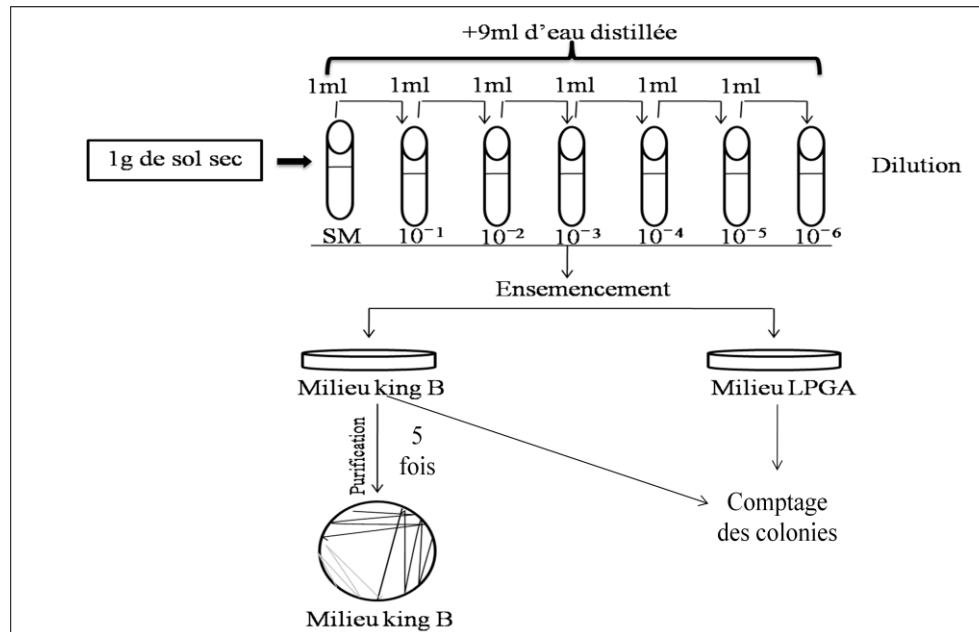 +9ml d'eau distillée
1ml 1ml 1ml 1ml 1ml 1ml
1g de sol sec
Dilution
SM 10⁻¹ 10⁻² 10⁻³ 10⁻⁴ 10⁻⁵ 10⁻⁶
Ensemencement
Milieu king B
Milieu LPGA
Purification
5
fois
Comptage
des colonies
Milieu king B